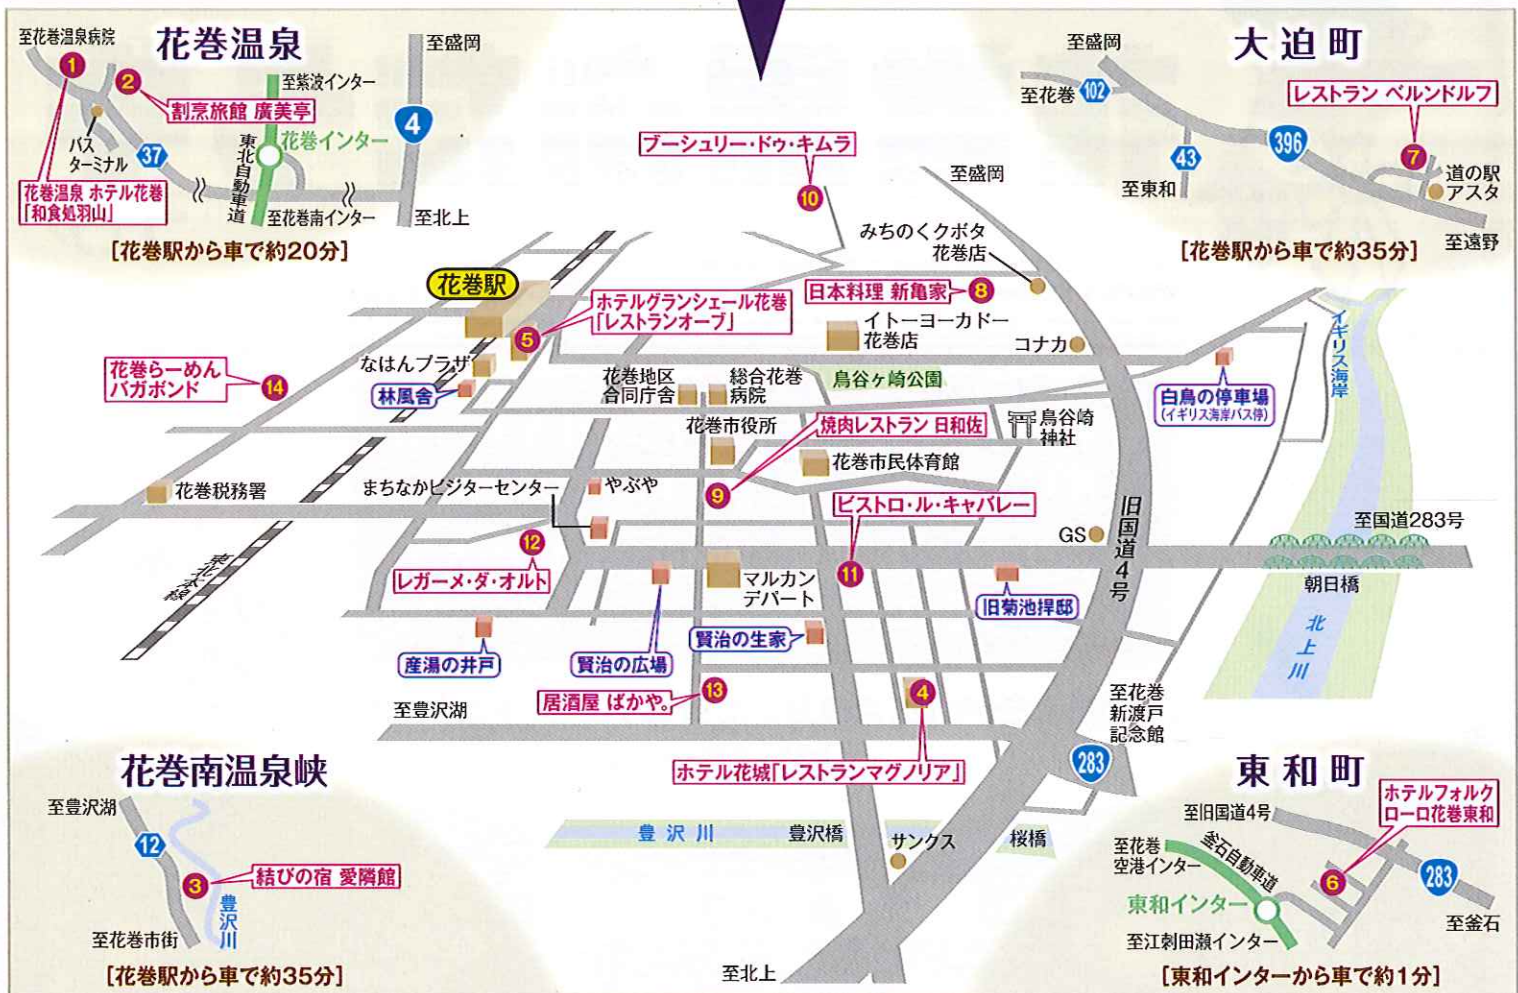 花巻温泉
至花巻温泉病院
1
2
割烹旅館 廣美亭
バス
ターミナル
37
花巻温泉 ホテル花巻
「和食処羽山」
至紫波インター
花巻インター
東北自動車道
至花巻南インター
至盛岡
4
至北上
[花巻駅から車で約20分]
大迫町
至盛岡
至花巻
102
43
至東和
396
レストラン ベルンドルフ
7
道の駅
アスタ
至遠野
[花巻駅から車で約35分]
ブーシュリー・ドゥ・キムラ
10
至盛岡
みちのくクボタ
花巻店
日本料理 新亀家
8
花巻駅
ホテルグランシェール花巻
「レストランオーブ」
5
イトーヨーカドー
花巻店
コナカ
なはんプラザ
林風舎
花巻らーめん
バガボンド
14
花巻地区
合同庁舎
総合花巻
病院
鳥谷ヶ崎公園
白鳥の停車場
(イギリス海岸バス停)
イギリス海岸
花巻市役所
焼肉レストラン 日和佐
9
鳥谷崎
神社
花巻市民体育館
花巻税務署
まちなかビジターセンター
やぶや
ビストロ・ル・キャバレー
11
GS
旧国道4号
至国道283号
朝日橋
北上川
東北本線
12
レガーメ・ダ・オルト
マルカン
デパート
旧菊池捍邸
産湯の井戸
賢治の広場
賢治の生家
居酒屋 ばかや。
13
4
至豊沢湖
ホテル花城「レストランマグノリア」
至花巻
新渡戸
記念館
283
豊沢川
豊沢橋
サンクス
桜橋
至北上
花巻南温泉峡
至豊沢湖
12
3
結びの宿 愛隣館
豊沢川
至花巻市街
[花巻駅から車で約35分]
東和町
ホテルフォルク
ローロ花巻東和
至旧国道4号
至花巻
空港インター
釜石自動車道
東和インター
6
283
至釜石
至江刺田瀬インター
[東和インターから車で約1分]